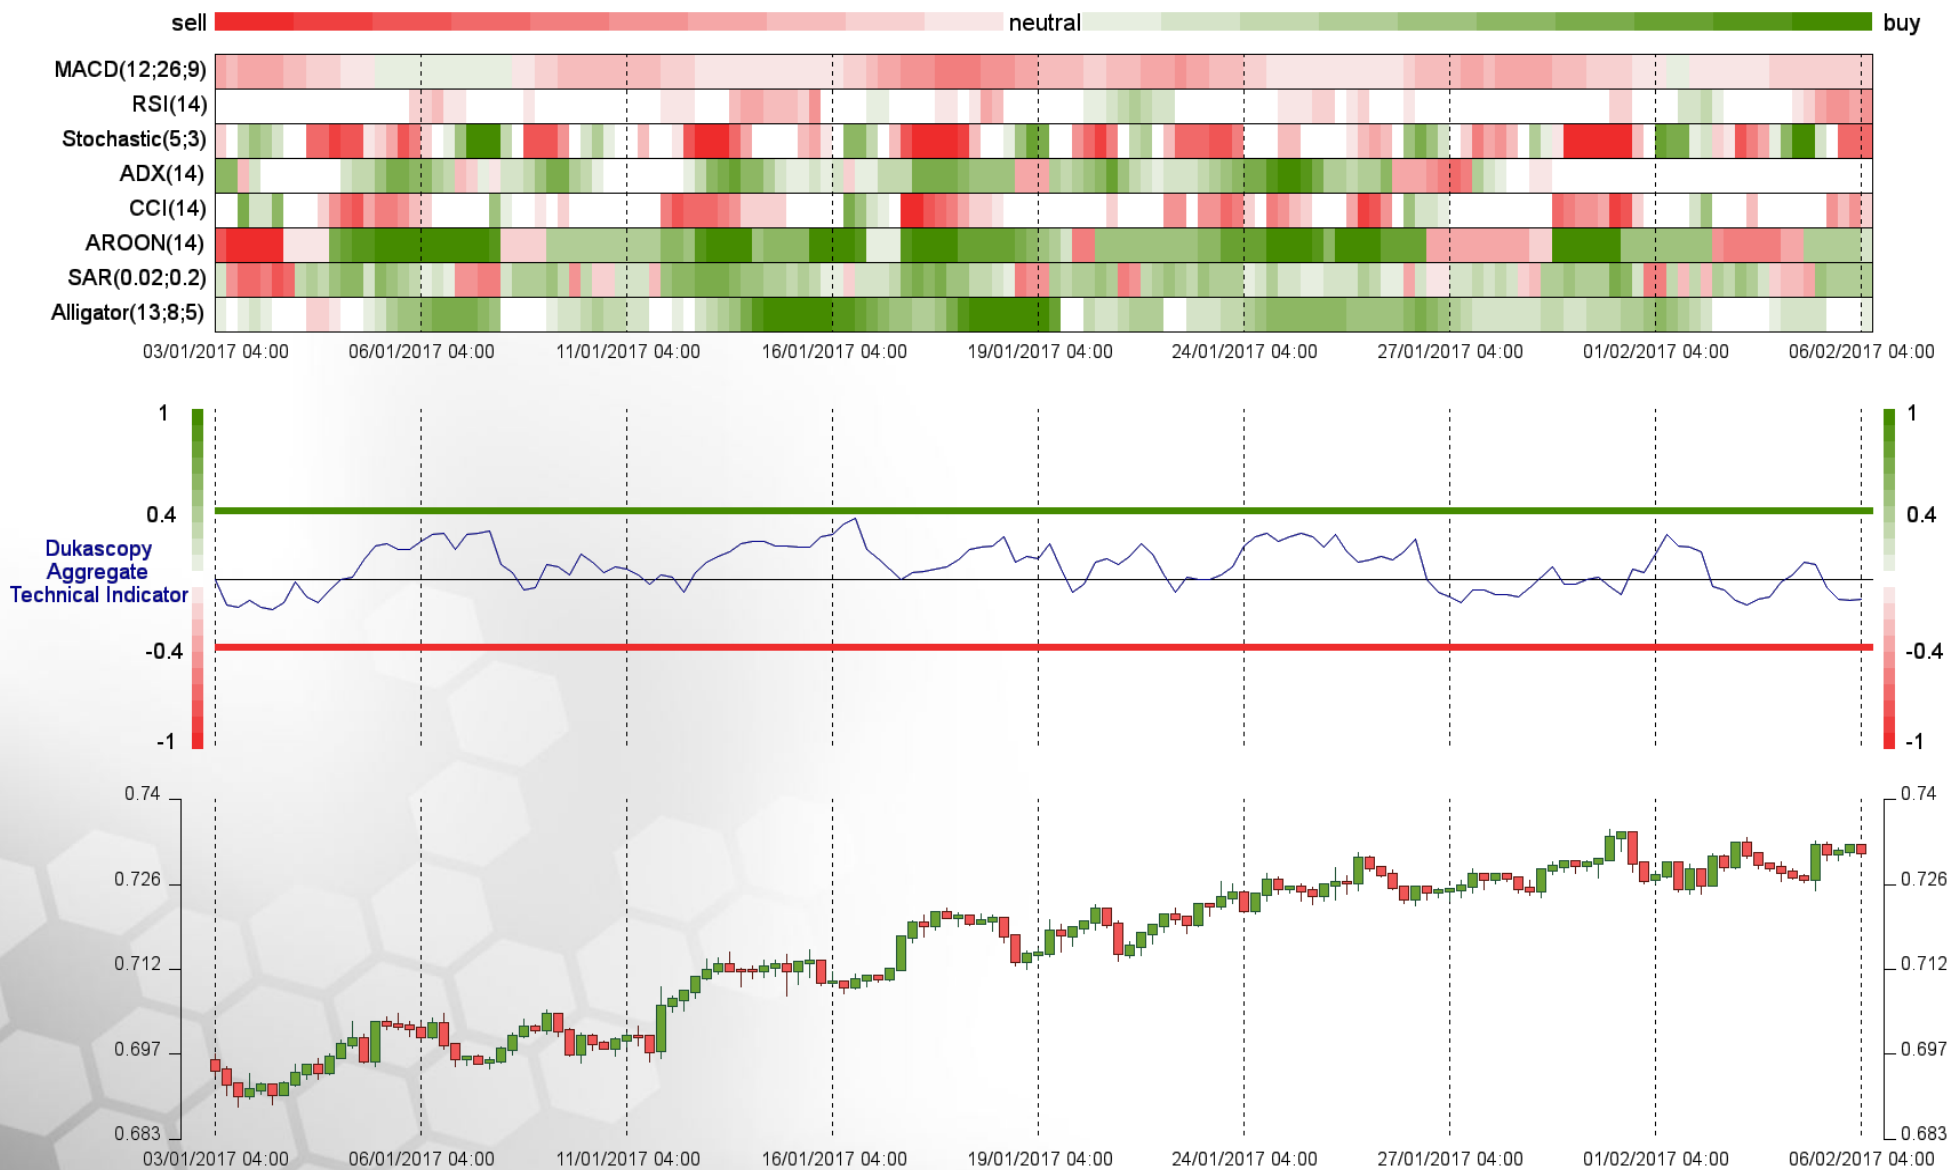 sell neutral buy
MACD(12;26;9)
RSI(14)
Stochastic(5;3)
ADX(14)
CCI(14)
AROON(14)
SAR(0.02;0.2)
Alligator(13;8;5)
03/01/2017 04:00 06/01/2017 04:00 11/01/2017 04:00 16/01/2017 04:00 19/01/2017 04:00 24/01/2017 04:00 27/01/2017 04:00 01/02/2017 04:00 06/02/2017 04:00
1 1
0.4 0.4
Dukascopy
Aggregate
Technical Indicator
-0.4 -0.4
-1 -1
0.74 0.74
0.726 0.726
0.712 0.712
0.697 0.697
0.683 0.683
03/01/2017 04:00 06/01/2017 04:00 11/01/2017 04:00 16/01/2017 04:00 19/01/2017 04:00 24/01/2017 04:00 27/01/2017 04:00 01/02/2017 04:00 06/02/2017 04:00